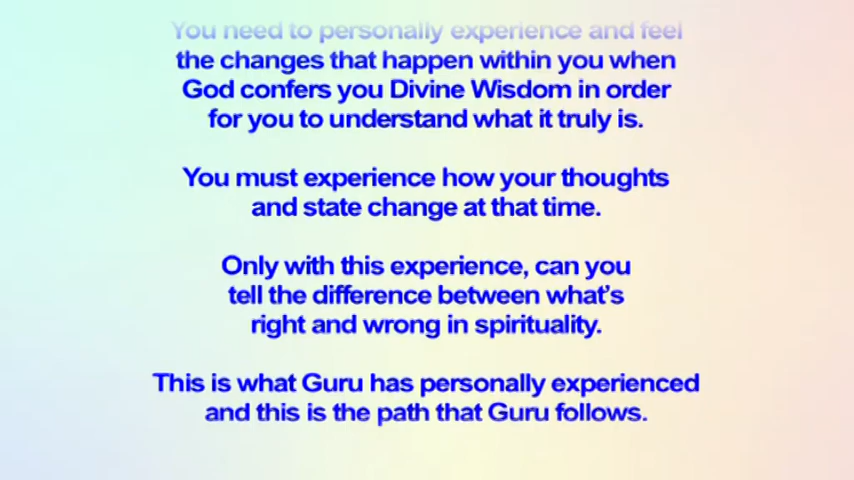 You need to personally experience and feel
the changes that happen within you when
God confers you Divine Wisdom in order
for you to understand what it truly is.
You must experience how your thoughts
and state change at that time.
Only with this experience, can you
tell the difference between what’s
right and wrong in spirituality.
This is what Guru has personally experienced
and this is the path that Guru follows.